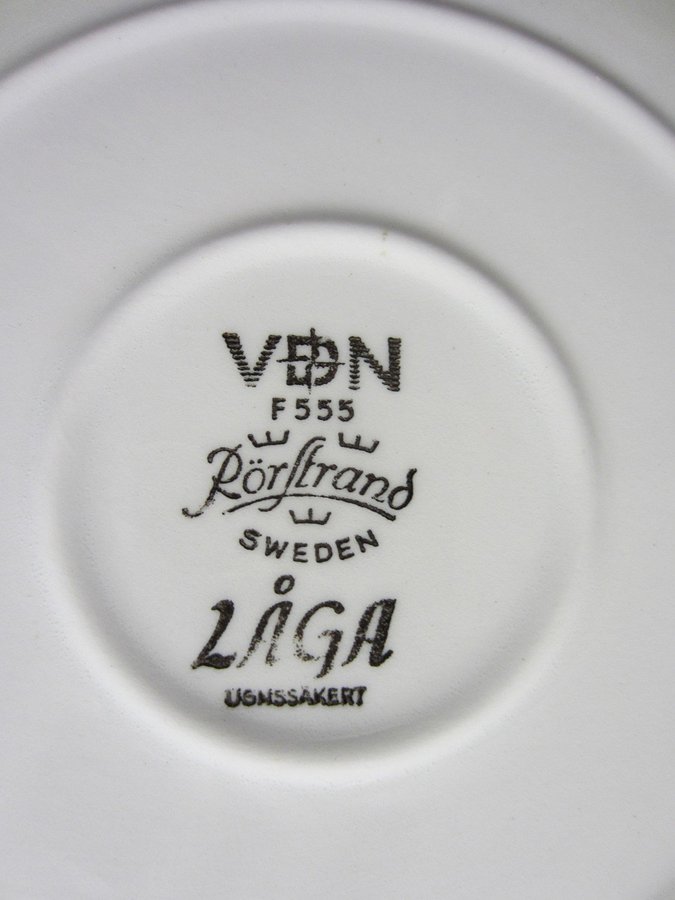 VDN
F555
Rörstrand
SWEDEN
LÅGA
UGNSSÄKERT